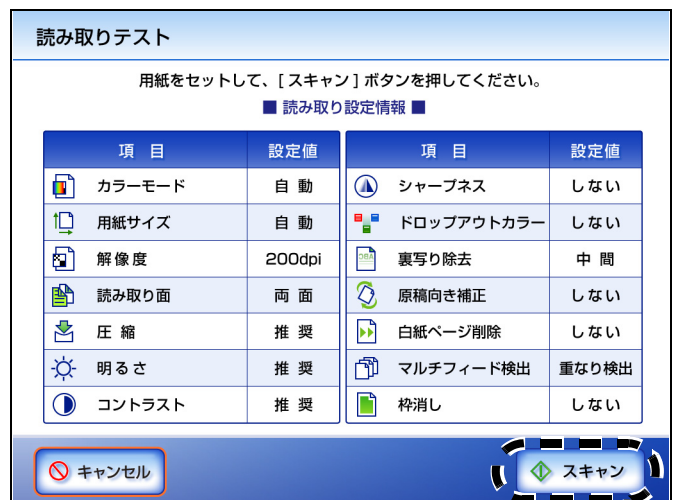 読み取りテスト
用紙をセットして、[スキャン] ボタンを押してください。
■ 読み取り設定情報 ■
項 目 設定値 項 目 設定値
カラーモード 自 動 シャープネス しない
用紙サイズ 自 動 ドロップアウトカラー しない
解像度 200dpi 裏写り除去 中 間
読み取り面 両 面 原稿向き補正 しない
圧 縮 推 奨 白紙ページ削除 しない
明るさ 推 奨 マルチフィード検出 重なり検出
コントラスト 推 奨 枠消し しない
キャンセル スキャン